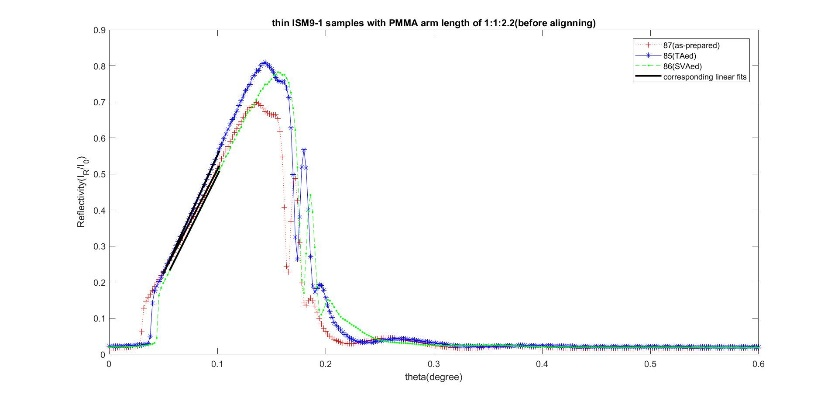 thin ISM9-1 samples with PMMA arm length of 1:1:2.2(before alignning)
87(as-prepared)
85(TAed)
86(SVAed)
corresponding linear fits
Reflectivity(I_R/I_0)
0.9
0.8
0.7
0.6
0.5
0.4
0.3
0.2
0.1
0
0 0.1 0.2 0.3 0.4 0.5 0.6
theta(degree)